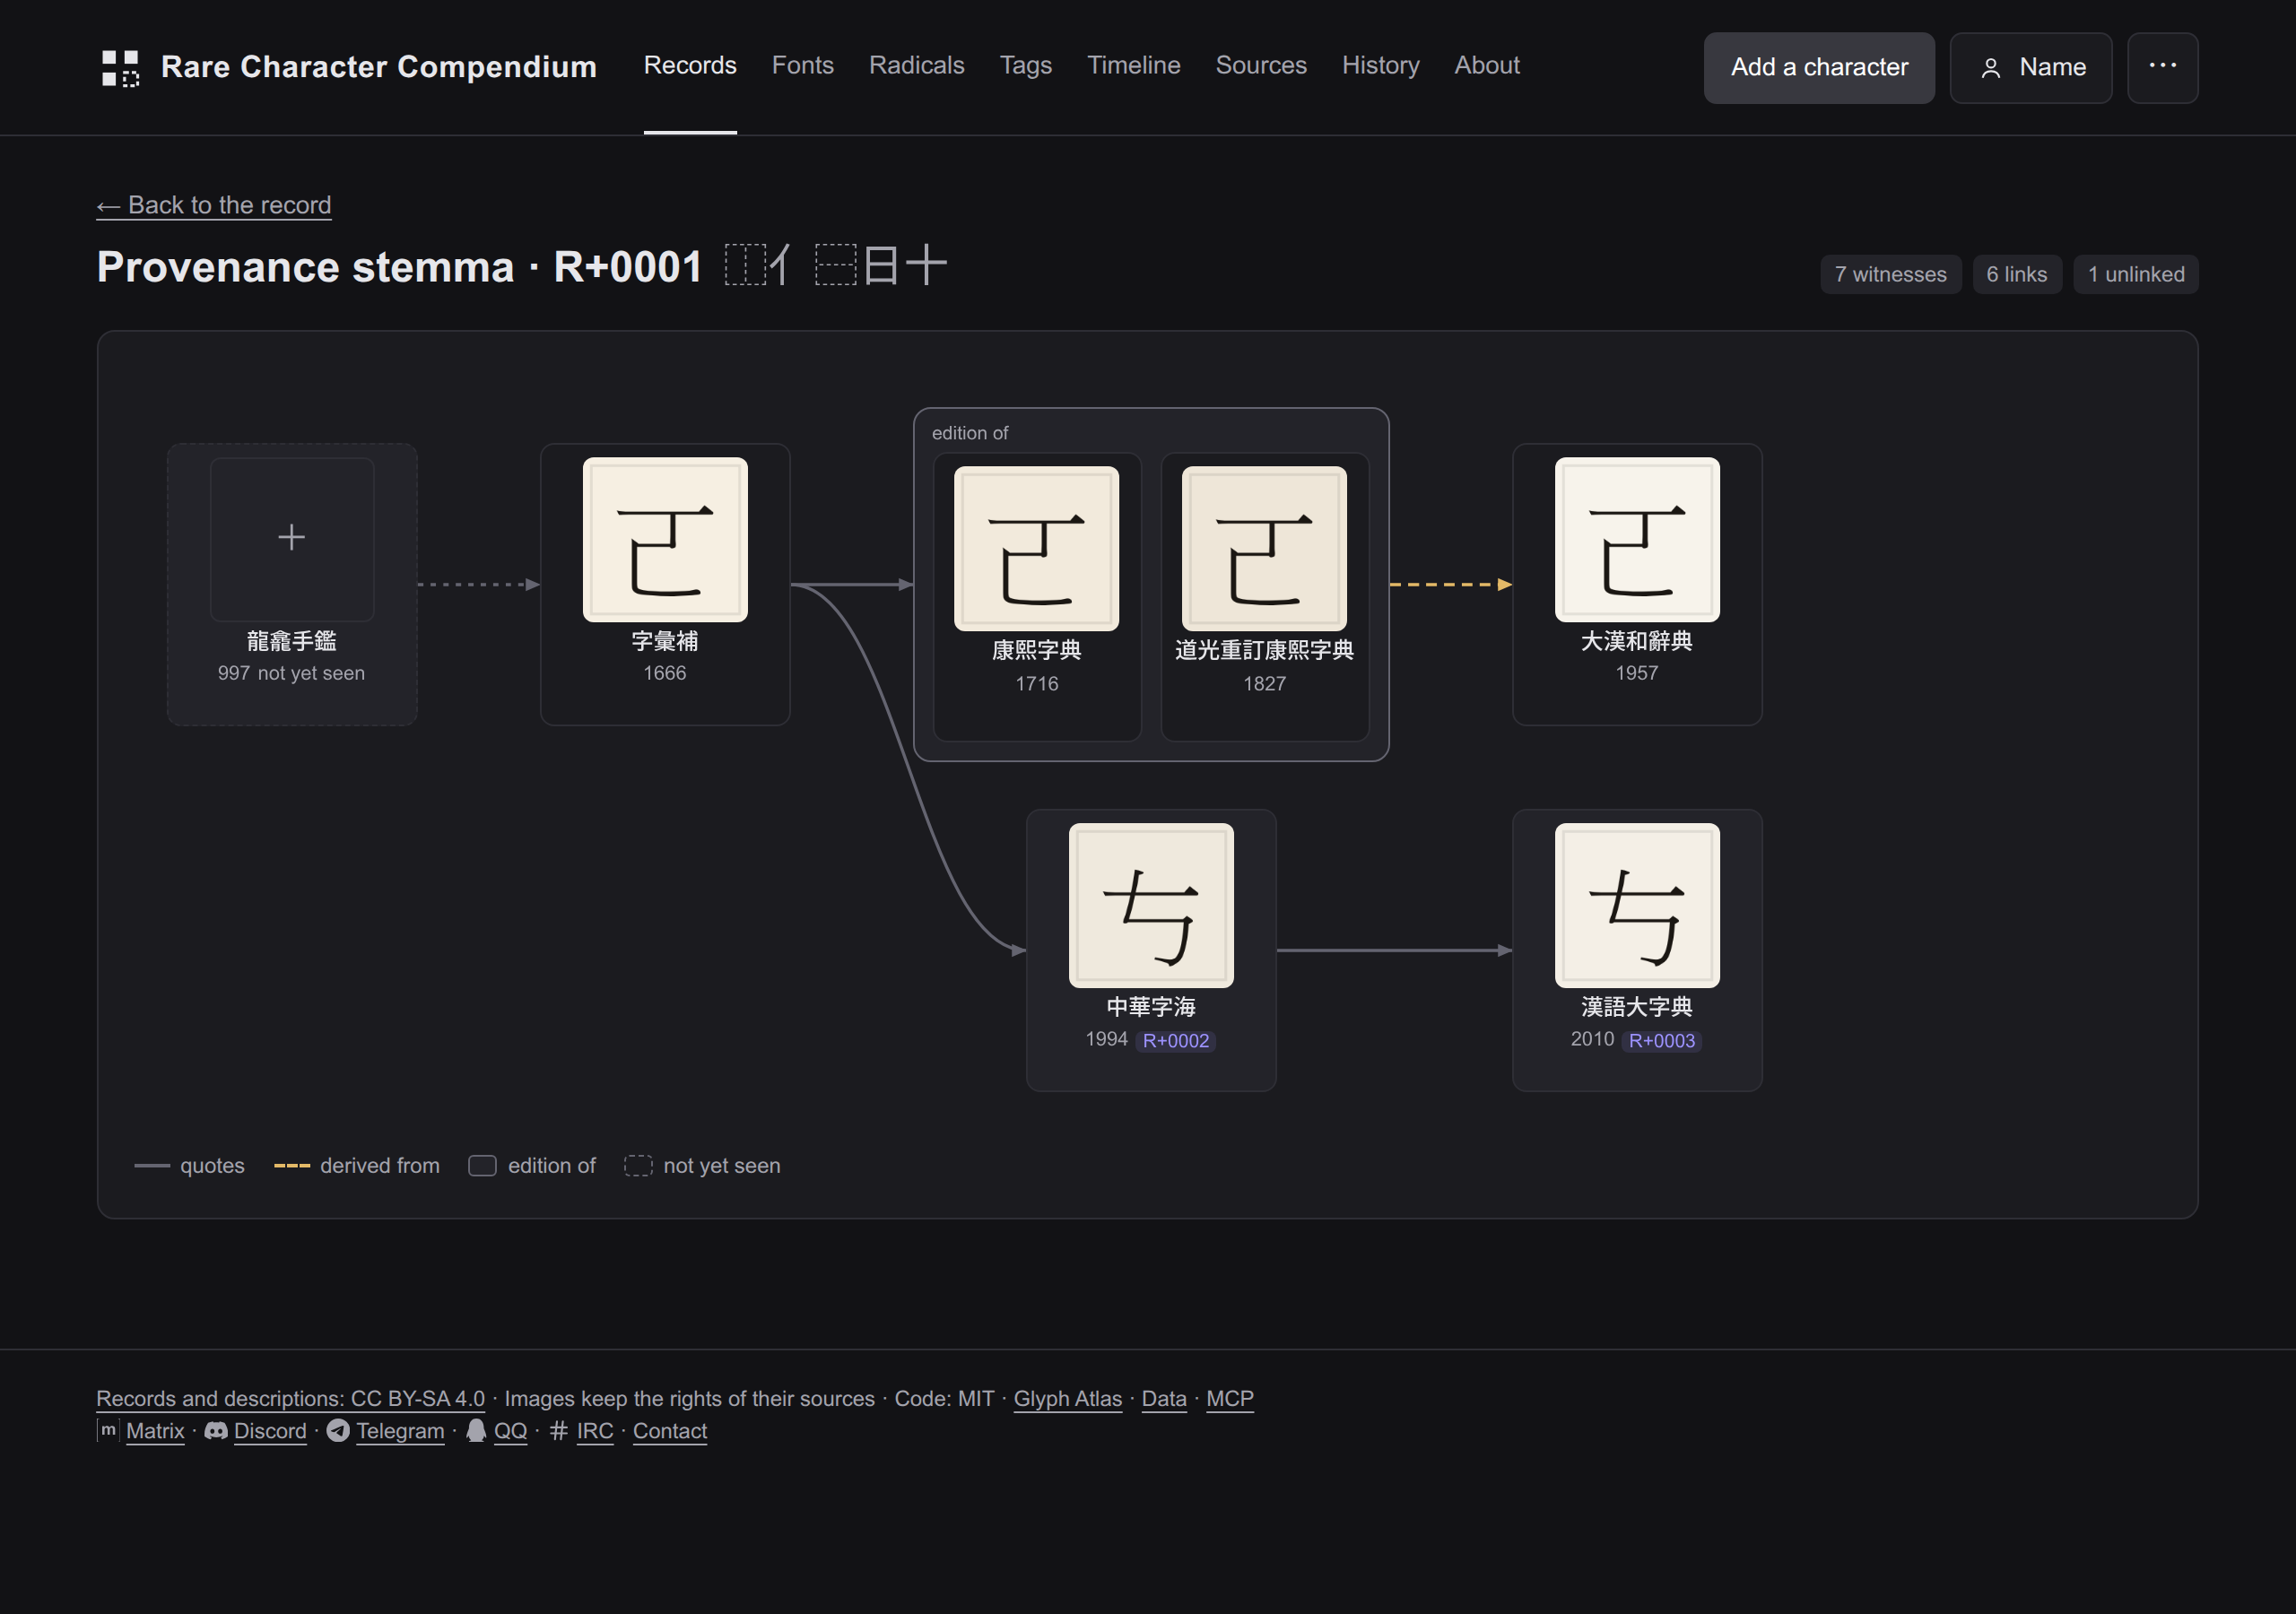 Rare Character Compendium
Records Fonts Radicals Tags Timeline Sources History About
Add a character
Name
← Back to the record
Provenance stemma · R+0001 ⿰亻⿱日十
7 witnesses
6 links
1 unlinked
edition of
龍龕手鑑
997 not yet seen
字彙補
1666
康熙字典
1716
道光重訂康熙字典
1827
大漢和辭典
1957
中華字海
1994 R+0002
漢語大字典
2010 R+0003
quotes
derived from
edition of
not yet seen
Records and descriptions: CC BY-SA 4.0 · Images keep the rights of their sources · Code: MIT · Glyph Atlas · Data · MCP
[m] Matrix · Discord · Telegram · QQ · # IRC · Contact